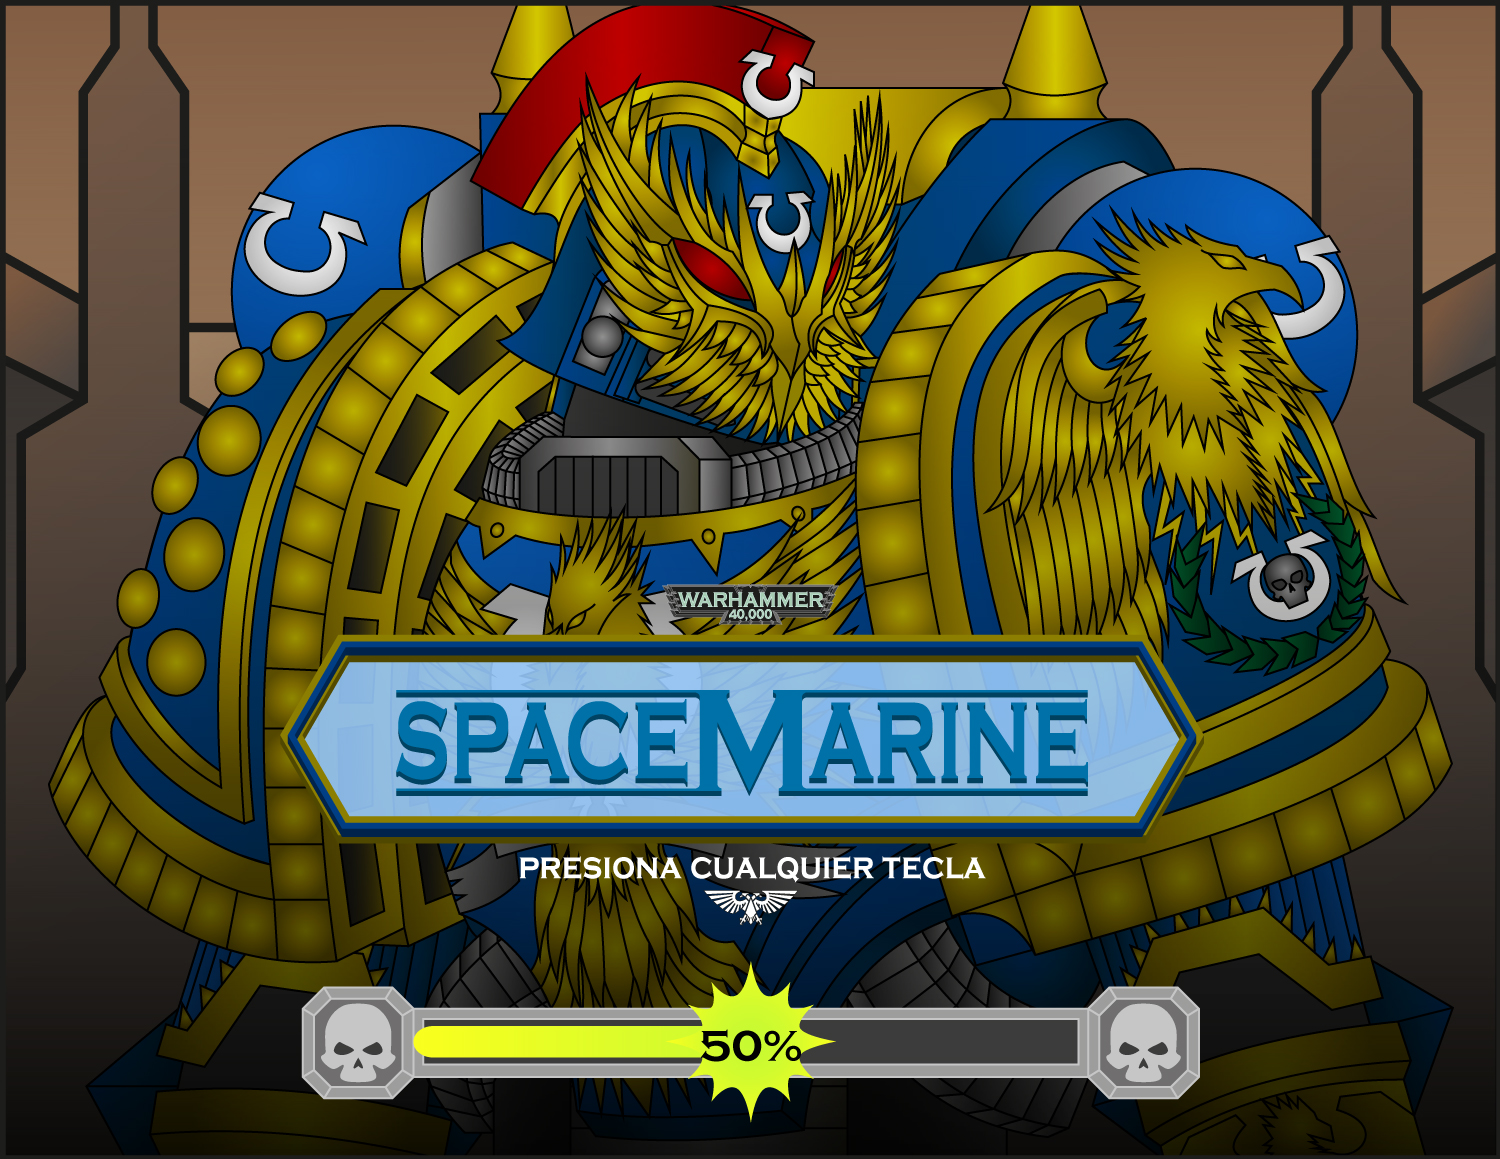 WARHAMMER
40,000
SPACEMARINE
PRESIONA CUALQUIER TECLA
50%